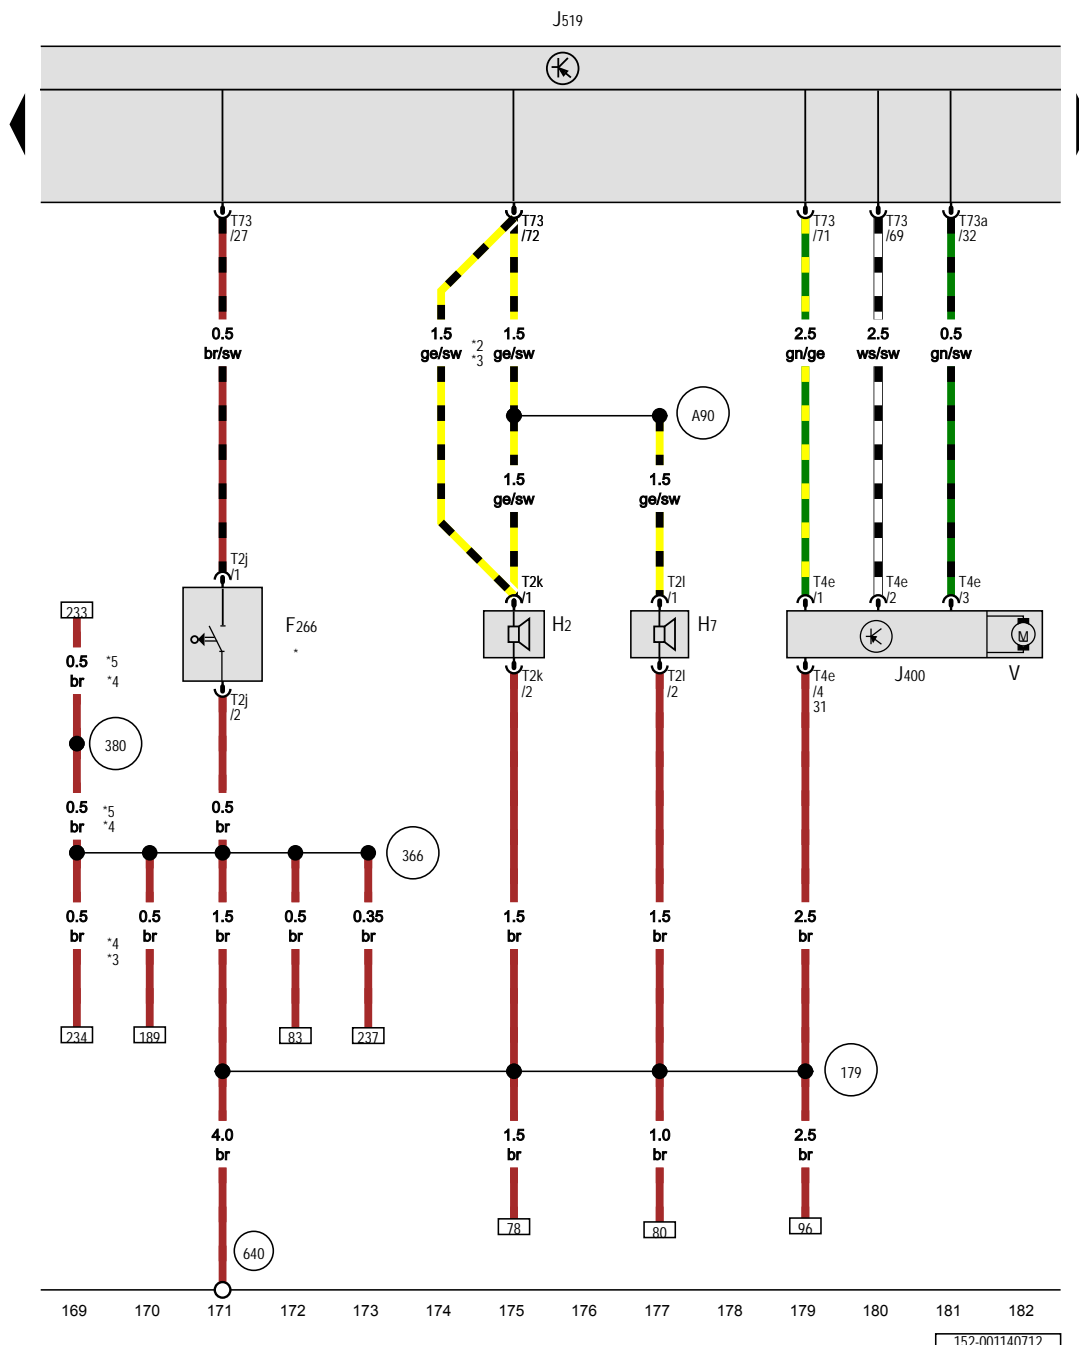 J519
T73 T73 T73 T73 T73a
/27 /72 /71 /69 /32
0.5 1.5 *2 1.5 2.5 2.5 0.5
br/sw ge/sw *3 ge/sw gn/ge ws/sw gn/sw
A90
1.5 1.5
ge/sw ge/sw
T2j T2k T2l T4e T4e T4e
/1 /1 /1 /1 /2 /3
233 F266 H2 H7 M
*
0.5 *5
br *4
T2k T2l T4e J400 V
/2 /2 /4
31
T2j
/2
380
0.5 *5 0.5
br *4 br
366
0.5 0.5 1.5 0.5 0.35 1.5 1.5 2.5
br br br br br br br br
*4
*3
234 189 83 237
179
4.0 1.5 1.0 2.5
br br br br
78 80 96
640
169 170 171 172 173 174 175 176 177 178 179 180 181 182
152-001140712